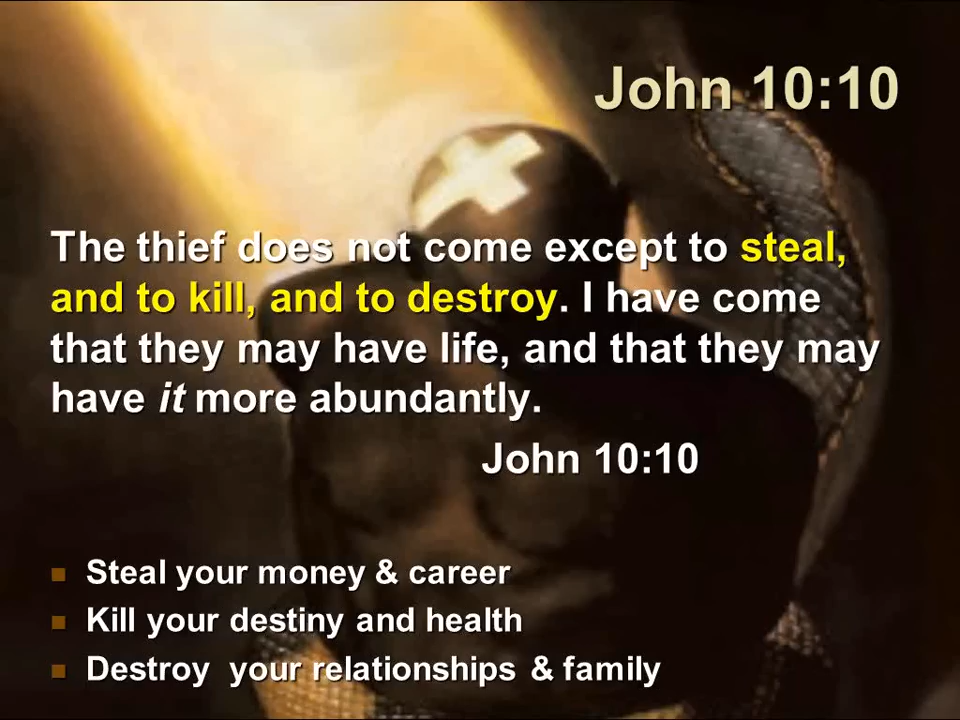 John 10:10
The thief does not come except to steal,
and to kill, and to destroy. I have come
that they may have life, and that they may
have it more abundantly.
John 10:10
Steal your money & career
Kill your destiny and health
Destroy  your relationships & family